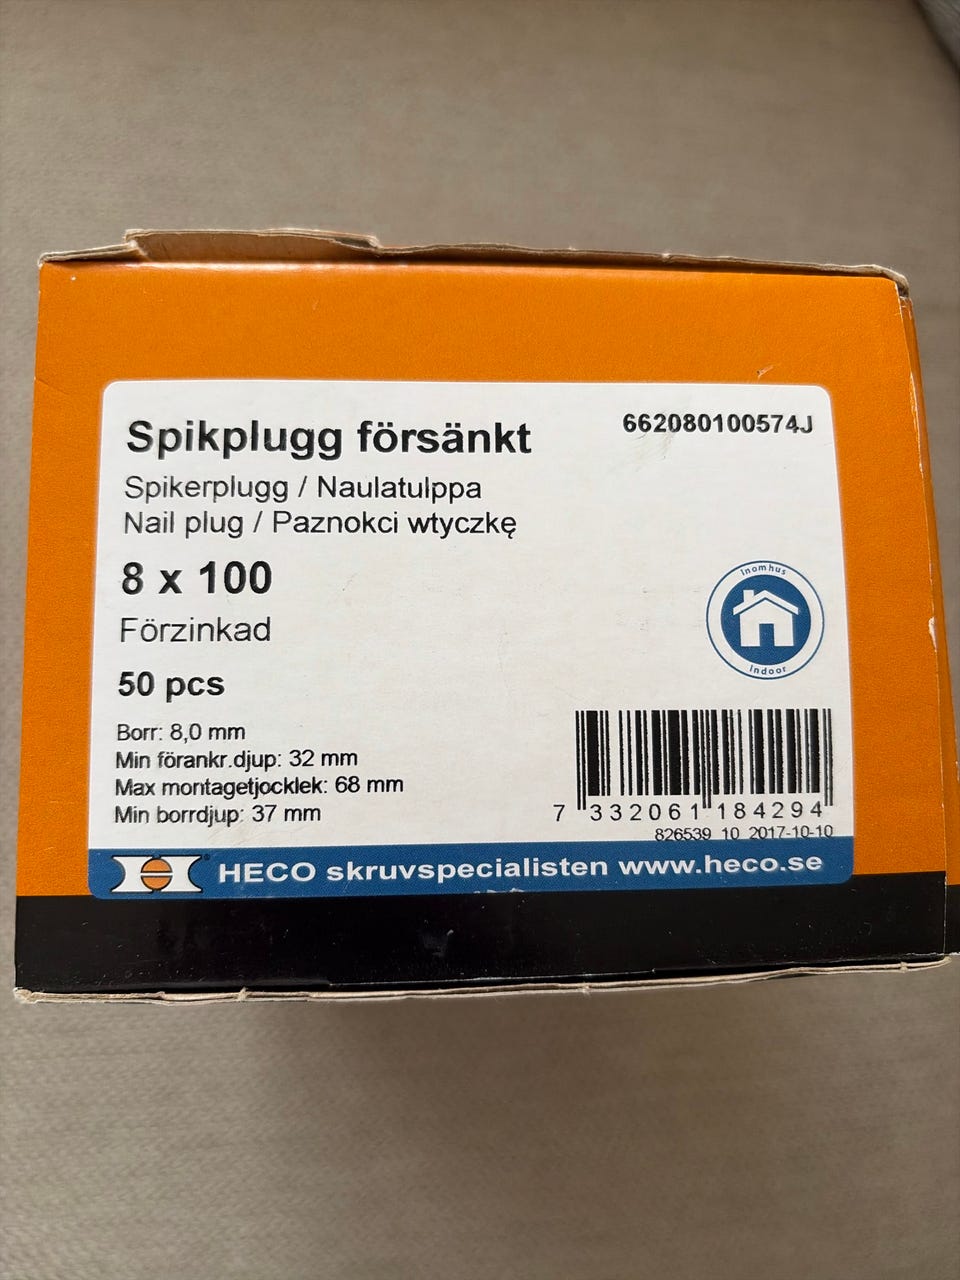 Spikplugg försänkt
662080100574J
Spikerplugg / Naulatulppa
Nail plug / Paznokci wtyczkę
8 x 100
Förzinkad
inomhus
indoor
50 pcs
Borr: 8,0 mm
Min förankr.djup: 32 mm
Max montagetjocklek: 68 mm
Min borrdjup: 37 mm
7 332061 184294
826539 10 2017-10-10
HECO skruvspecialisten www.heco.se